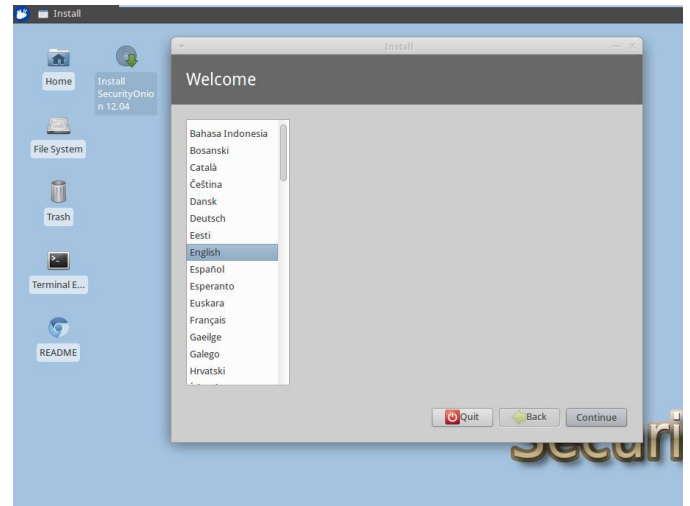 Install
Home
Install
SecurityOnio
n 12.04
File System
Trash
Terminal E...
README
Install
Welcome
Bahasa Indonesia
Bosanski
Català
Čeština
Dansk
Deutsch
Eesti
English
Español
Esperanto
Euskara
Français
Gaeilge
Galego
Hrvatski
Quit
Back
Continue
Securi